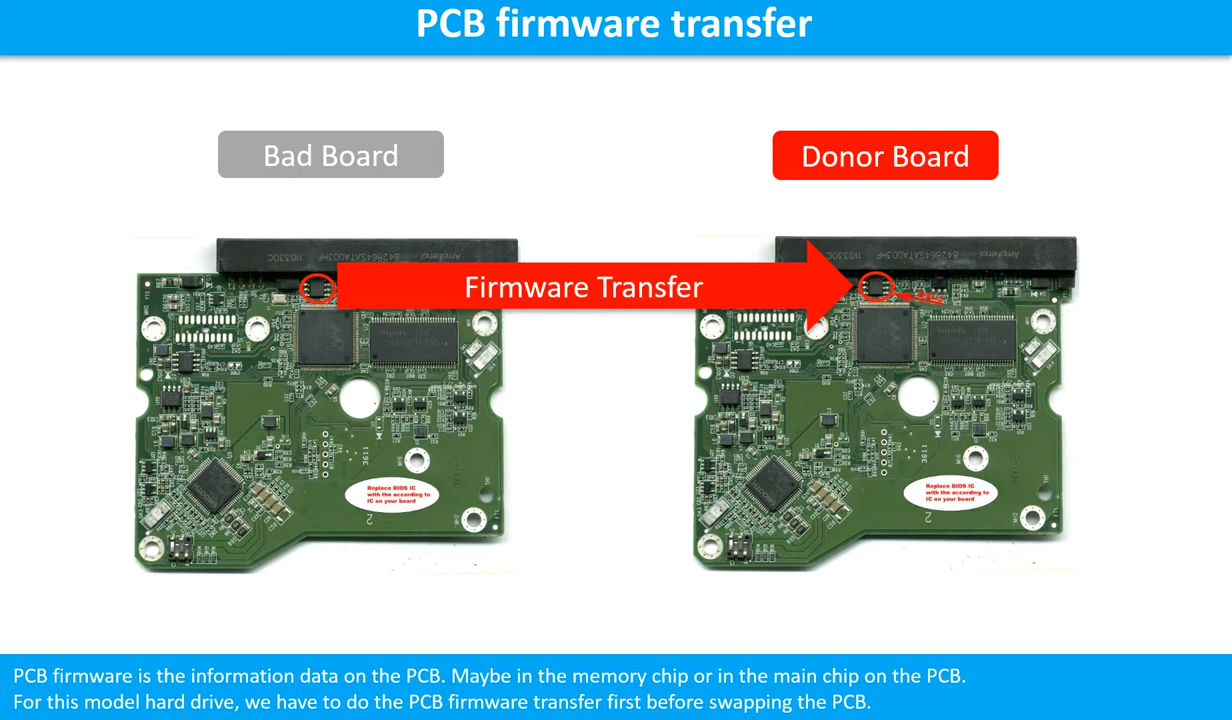 PCB firmware transfer
Bad Board
Donor Board
Firmware Transfer
Replace BIOS IC
with the according to
IC on your board
Replace BIOS IC
with the according to
IC on your board
PCB firmware is the information data on the PCB. Maybe in the memory chip or in the main chip on the PCB.
For this model hard drive, we have to do the PCB firmware transfer first before swapping the PCB.